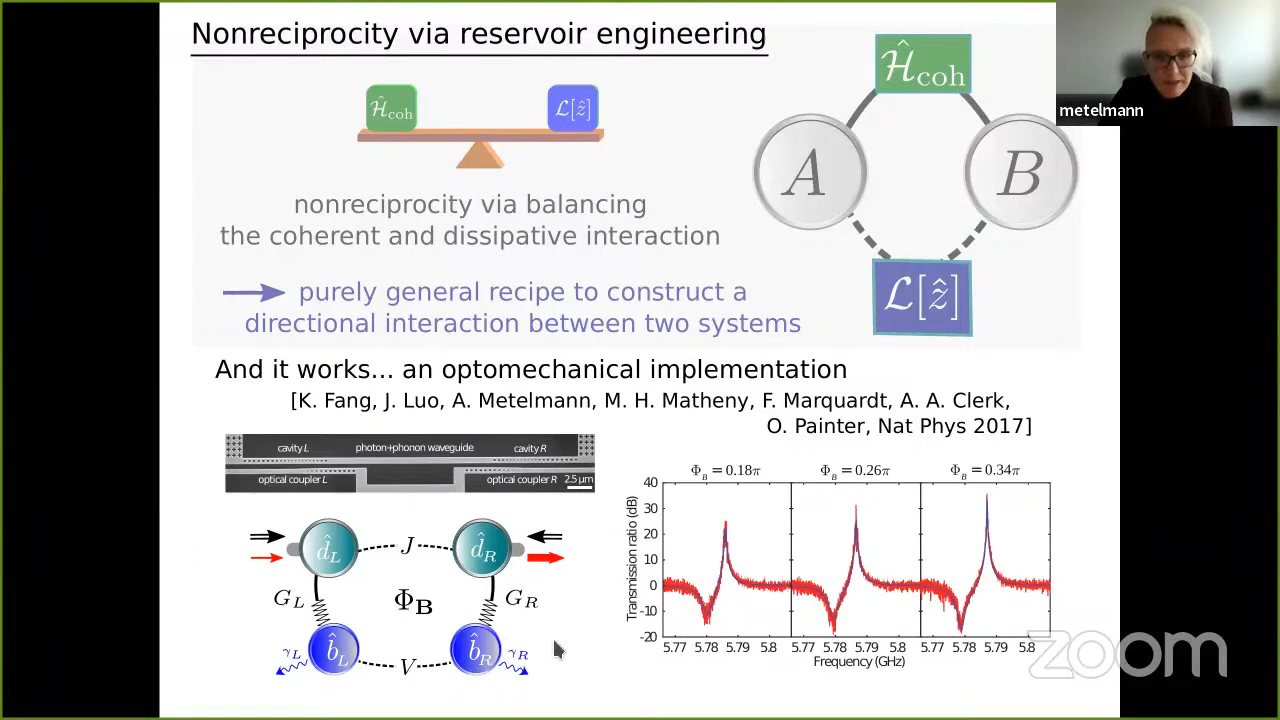 Nonreciprocity via reservoir engineering
metelmann
Ĥcoh
ℒ[ẑ]
Ĥcoh
A
B
ℒ[ẑ]
nonreciprocity via balancing
the coherent and dissipative interaction
purely general recipe to construct a
directional interaction between two systems
And it works... an optomechanical implementation
[K. Fang, J. Luo, A. Metelmann, M. H. Matheny, F. Marquardt, A. A. Clerk,
O. Painter, Nat Phys 2017]
cavity L photon+phonon waveguide cavity R
optical coupler L optical coupler R 2.5 μm
d̂L J d̂R
GL ΦB GR
γL b̂L V b̂R γR
ΦB = 0.18π ΦB = 0.26π ΦB = 0.34π
Transmission ratio (dB)
40
30
20
10
0
-10
-20
5.77 5.78 5.79 5.8 5.77 5.78 5.79 5.8 5.77 5.78 5.79 5.8
Frequency (GHz)
zoom